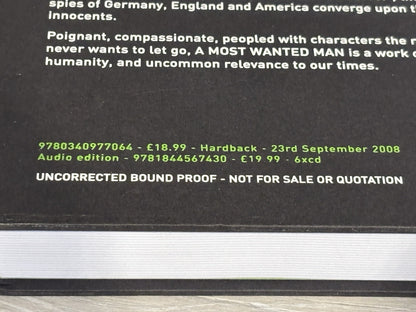 spies of Germany, England and America converge upon
innocents.
Poignant, compassionate, peopled with characters the
never wants to let go, A MOST WANTED MAN is a work
humanity, and uncommon relevance to our times.
9780340977064 - £18.99 - Hardback - 23rd September 2008
Audio edition - 9781844567430 - £19 99 - 6xcd
UNCORRECTED BOUND PROOF - NOT FOR SALE OR QUOTATION